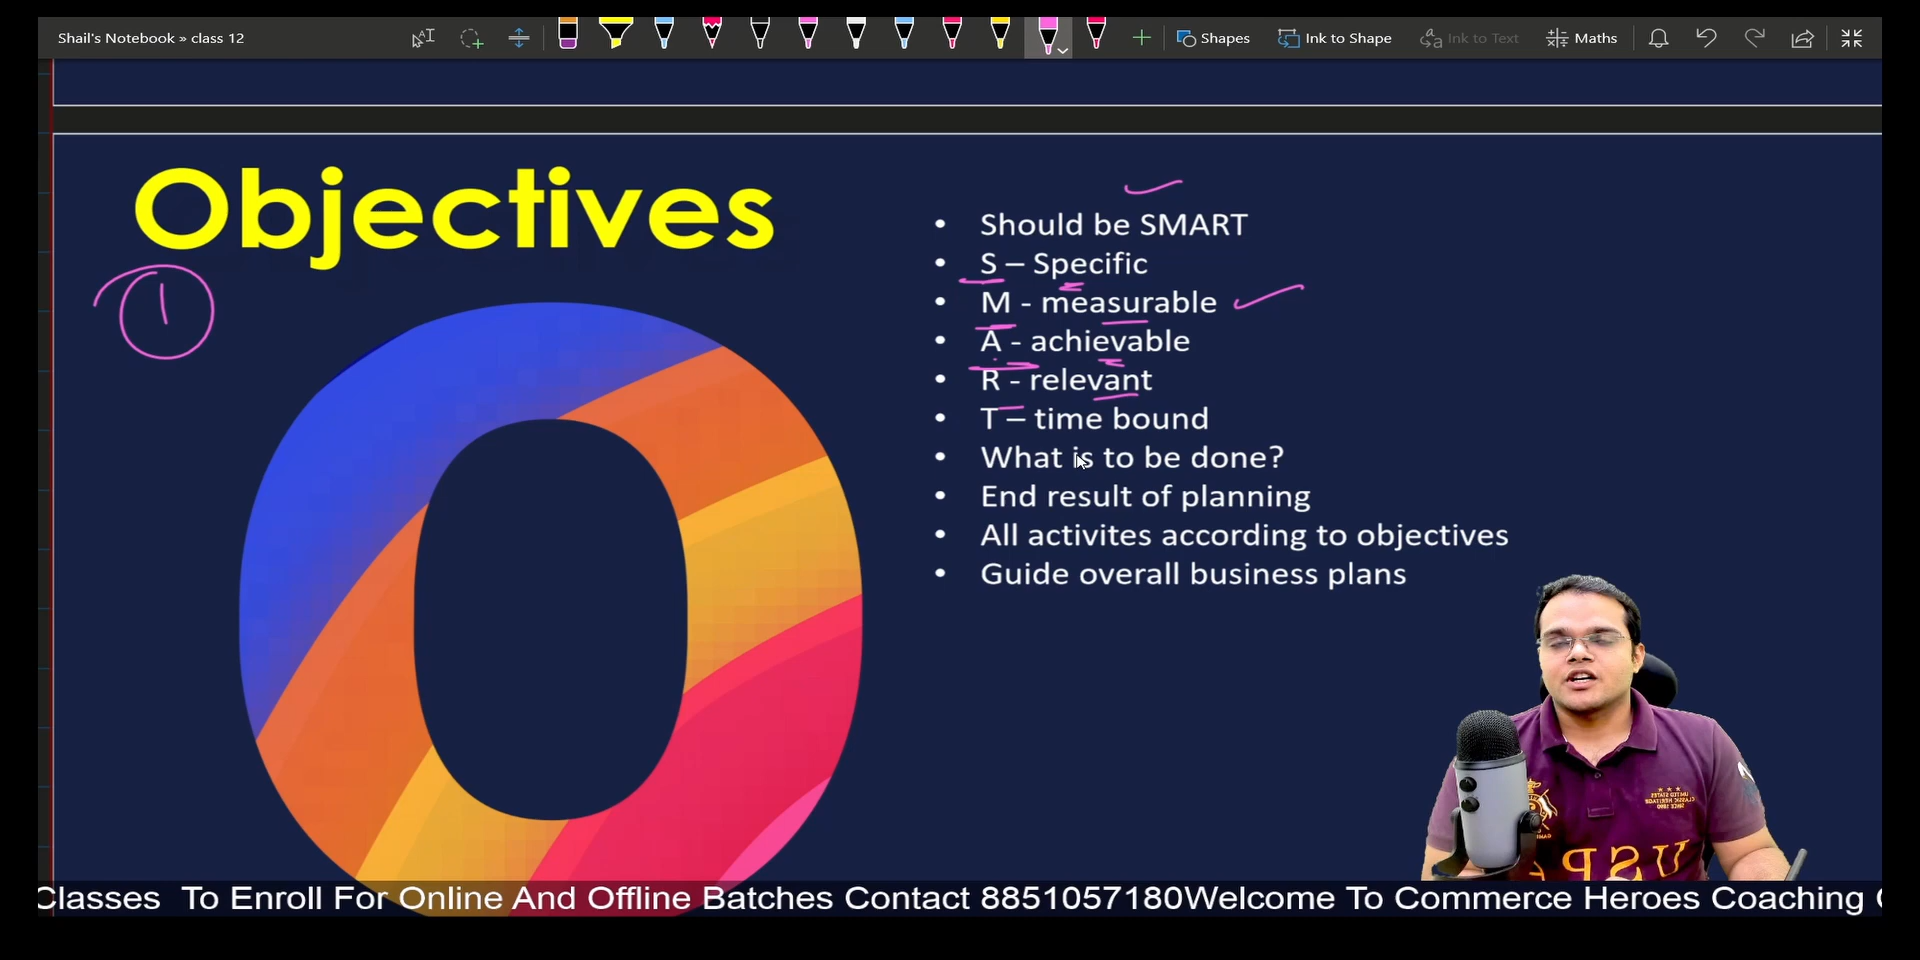 Shail's Notebook » class 12
Shapes
Ink to Shape
Ink to Text
Maths
Objectives
1
• Should be SMART
• S – Specific
• M - measurable
• A - achievable
• R - relevant
• T – time bound
• What is to be done?
• End result of planning
• All activites according to objectives
• Guide overall business plans
Classes To Enroll For Online And Offline Batches Contact 8851057180Welcome To Commerce Heroes Coaching